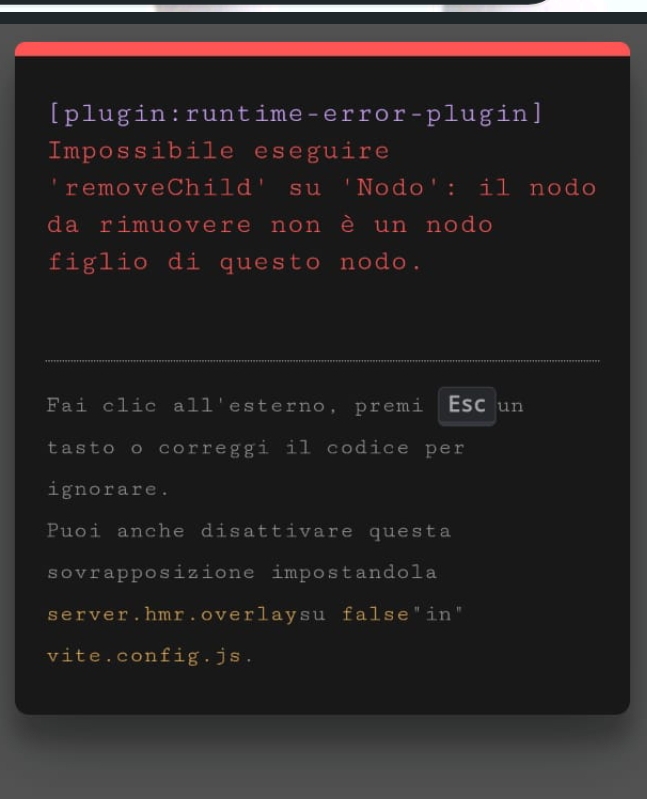 [plugin:runtime-error-plugin]
Impossibile eseguire
'removeChild' su 'Nodo': il nodo
da rimuovere non è un nodo
figlio di questo nodo.
Fai clic all'esterno, premi Esc un
tasto o correggi il codice per
ignorare.
Puoi anche disattivare questa
sovrapposizione impostandola
server.hmr.overlaysu false"in"
vite.config.js.